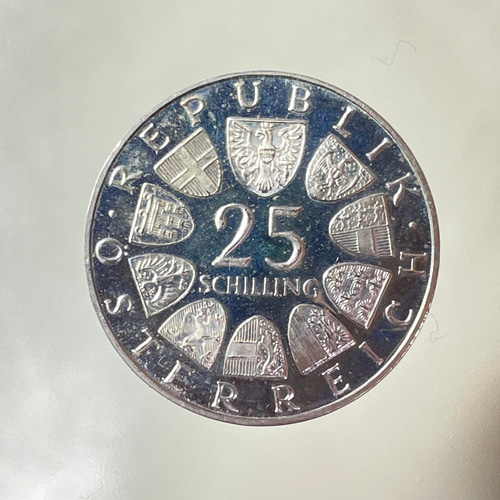 · REPUBLIK ·
ÖSTERREICH
25
SCHILLING